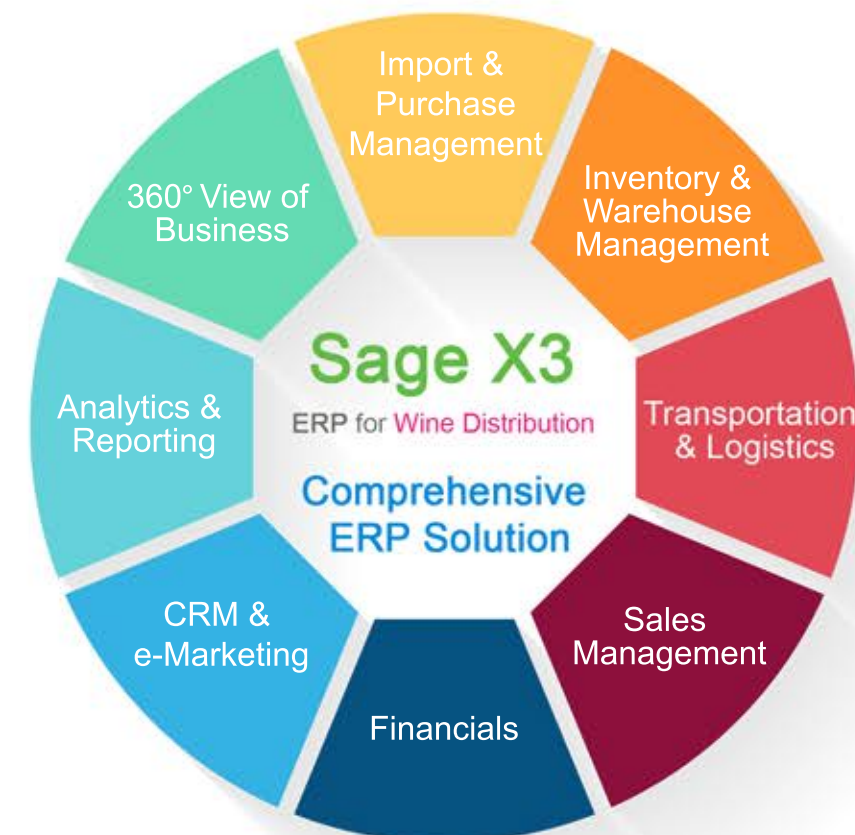 Import &
Purchase
Management
Inventory &
Warehouse
Management
Transportation
& Logistics
Sales
Management
Financials
CRM &
e-Marketing
Analytics &
Reporting
360° View of
Business
Sage X3
ERP for Wine Distribution
Comprehensive
ERP Solution